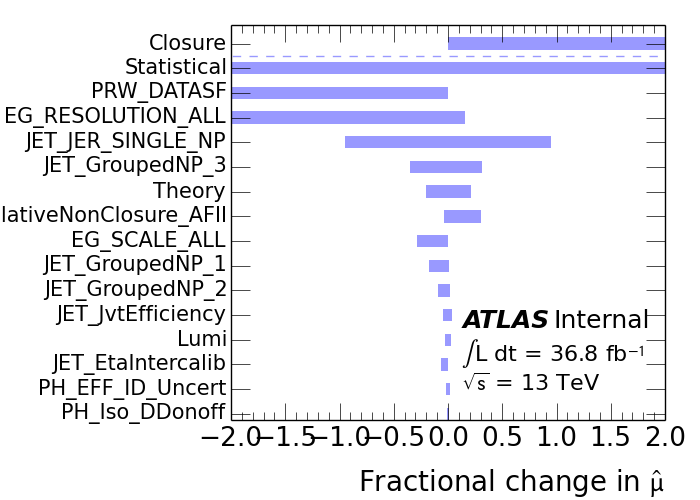 Closure
Statistical
PRW_DATASF
EG_RESOLUTION_ALL
JET_JER_SINGLE_NP
JET_GroupedNP_3
Theory
lativeNonClosure_AFII
EG_SCALE_ALL
JET_GroupedNP_1
JET_GroupedNP_2
JET_JvtEfficiency
Lumi
JET_EtaIntercalib
PH_EFF_ID_Uncert
PH_Iso_DDonoff
ATLAS Internal
∫L dt = 36.8 fb⁻¹
√s = 13 TeV
−2.0 −1.5 −1.0 −0.5 0.0 0.5 1.0 1.5 2.0
Fractional change in μ̂